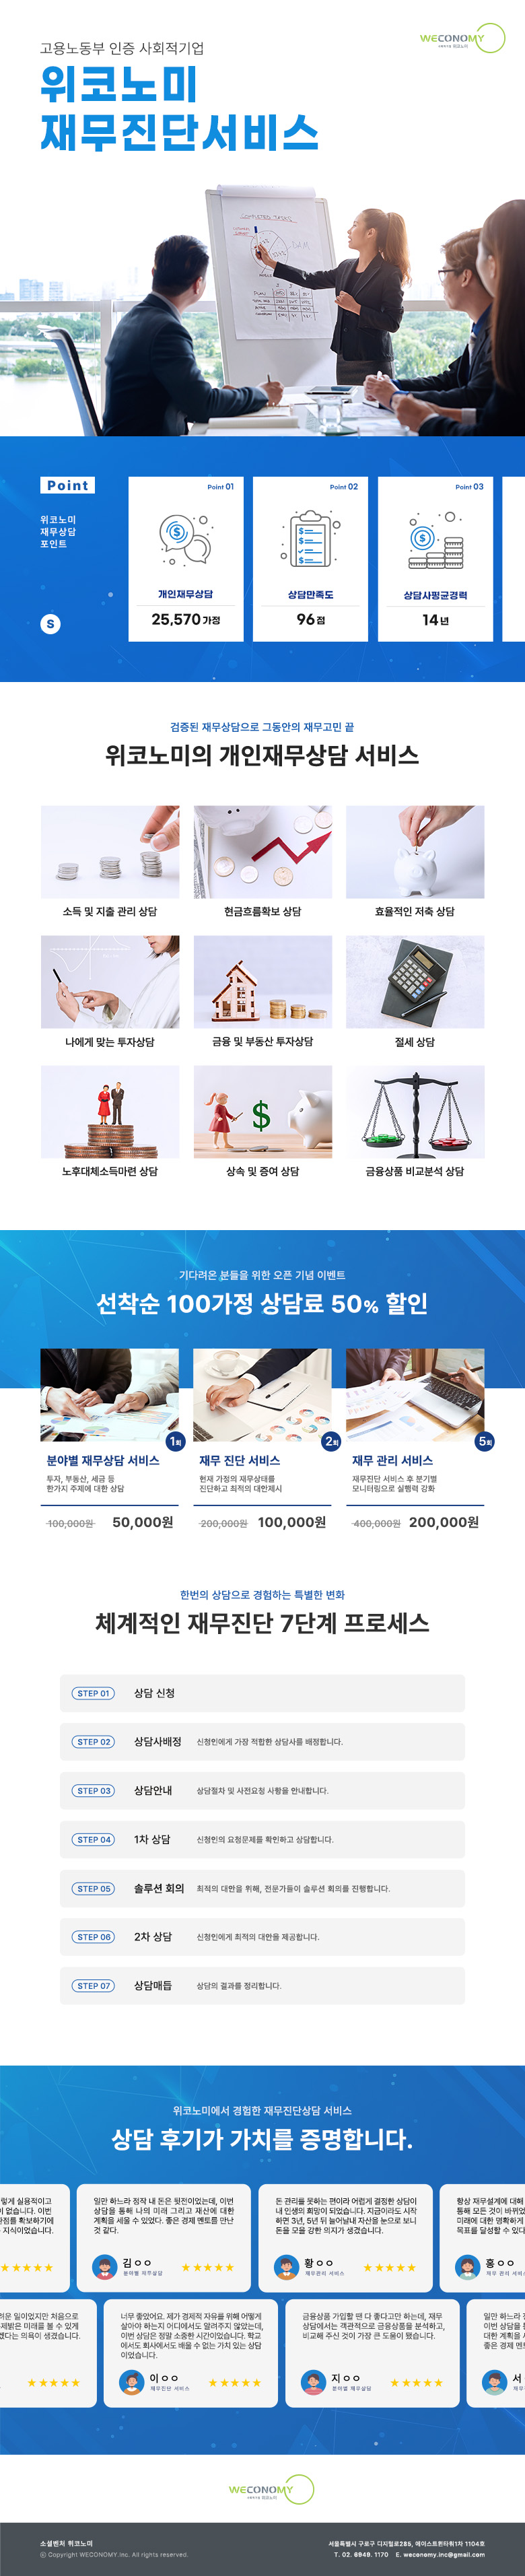 고용노동부 인증 사회적기업
WECONOMY
위코노미
재무진단서비스
COMPLETED TASKS
Point
위코노미
재무상담
포인트
S
Point 01
개인재무상담
25,570가정
Point 02
상담만족도
96점
Point 03
상담사평균경력
14년
검증된 재무상담으로 그동안의 재무고민 끝
위코노미의 개인재무상담 서비스
소득 및 지출 관리 상담
현금흐름확보 상담
효율적인 저축 상담
나에게 맞는 투자상담
금융 및 부동산 투자상담
절세 상담
노후대체소득마련 상담
상속 및 증여 상담
금융상품 비교분석 상담
기다려온 분들을 위한 오픈 기념 이벤트
선착순 100가정 상담료 50% 할인
1회
분야별 재무상담 서비스
투자, 부동산, 세금 등
한가지 주제에 대한 상담
100,000원 50,000원
2회
재무 진단 서비스
현재 가정의 재무상태를
진단하고 최적의 대안제시
200,000원 100,000원
5회
재무 관리 서비스
재무진단 서비스 후 분기별
모니터링으로 실행력 강화
400,000원 200,000원
한번의 상담으로 경험하는 특별한 변화
체계적인 재무진단 7단계 프로세스
STEP 01 상담 신청
STEP 02 상담사배정 신청인에게 가장 적합한 상담사를 배정합니다.
STEP 03 상담안내 상담절차 및 사전요청 사항을 안내합니다.
STEP 04 1차 상담 신청인의 요청문제를 확인하고 상담합니다.
STEP 05 솔루션 회의 최적의 대안을 위해, 전문가들이 솔루션 회의를 진행합니다.
STEP 06 2차 상담 신청인에게 최적의 대안을 제공합니다.
STEP 07 상담매듭 상담의 결과를 정리합니다.
위코노미에서 경험한 재무진단상담 서비스
상담 후기가 가치를 증명합니다.
렇게 실용적이고
이 없습니다. 이번
안정을 확보하기에
지식이었습니다.
일만 하느라 정작 내 돈은 뒷전이었는데, 이번
상담을 통해 나의 미래 그리고 재산에 대한
계획을 세울 수 있었다. 좋은 경제 멘토를 만난
것 같다.
김ㅇㅇ
분야별 재무상담
돈 관리를 못하는 편이라 어렵게 결정한 상담이
내 인생의 희망이 되었습니다. 지금이라도 시작
하면 3년, 5년 뒤 늘어날내 자산을 눈으로 보니
돈을 모을 강한 의지가 생겼습니다.
황ㅇㅇ
재무관리 서비스
항상 재무설계에 대해
통해 모든 것이 바뀌었
미래에 대한 명확하게
목표를 달성할 수 있다
홍ㅇㅇ
재무 관리 서비스
려운 일이었지만 처음으로
제밝은 미래를 볼 수 있게
겠다는 의욕이 생겼습니다.
너무 좋았어요. 제가 경제적 자유를 위해 어떻게
살아야 하는지 어디에서도 알려주지 않았는데,
이번 상담은 정말 소중한 시간이었습니다. 학교
에서도 회사에서도 배울 수 없는 가치 있는 상담
이었습니다.
이ㅇㅇ
재무진단 서비스
금융상품 가입할 땐 다 좋다고만 하는데, 재무
상담에서는 객관적으로 금융상품을 분석하고,
비교해 주신 것이 가장 큰 도움이 됐습니다.
지ㅇㅇ
분야별 재무상담
일만 하느라 정
이번 상담을 통
대한 계획을 세
좋은 경제 멘토
서
재무
WECONOMY
소셜벤처 위코노미
ⓒ Copyright WECONOMY.Inc. All rights reserved.
서울특별시 구로구 디지털로285, 에이스트윈타워1차 1104호
T. 02. 6949. 1170 E. weconomy.inc@gmail.com